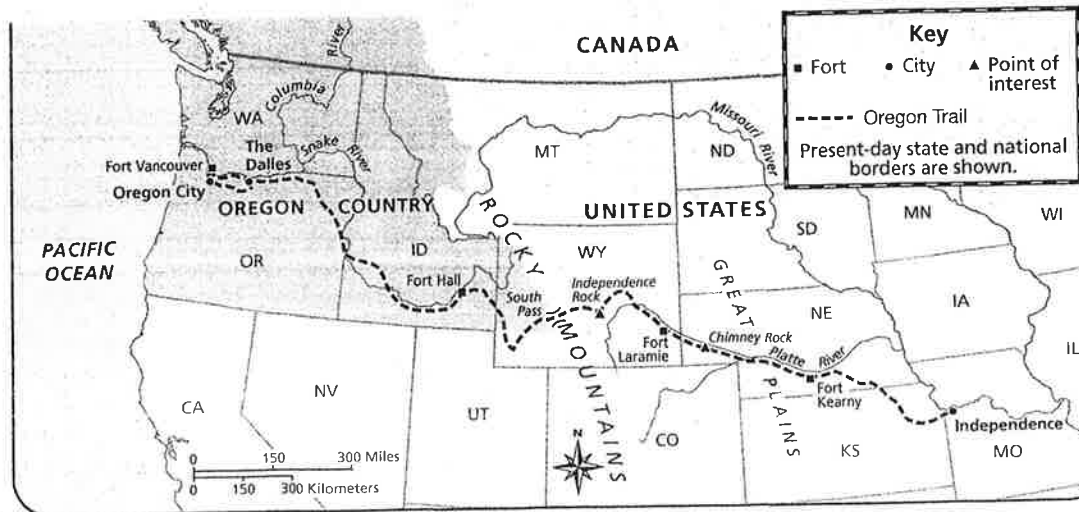 CANADA
Key
Fort
City
Point of
interest
Oregon Trail
Present-day state and national
borders are shown.
River
Columbia
WA
The
Dalles
Snake
River
Fort Vancouver
Oregon City
OREGON COUNTRY
PACIFIC
OCEAN
OR
ID
Fort Hall
MT
ND
Missouri
River
ROCKY
MOUNTAINS
UNITED STATES
WY
SD
MN
WI
South
Pass
Independence
Rock
GREAT
PLAINS
NE
IA
IL
Fort
Laramie
Chimney Rock
Platte River
Fort
Kearny
Independence
CA
NV
UT
CO
KS
MO
N
0 150 300 Miles
0 150 300 Kilometers